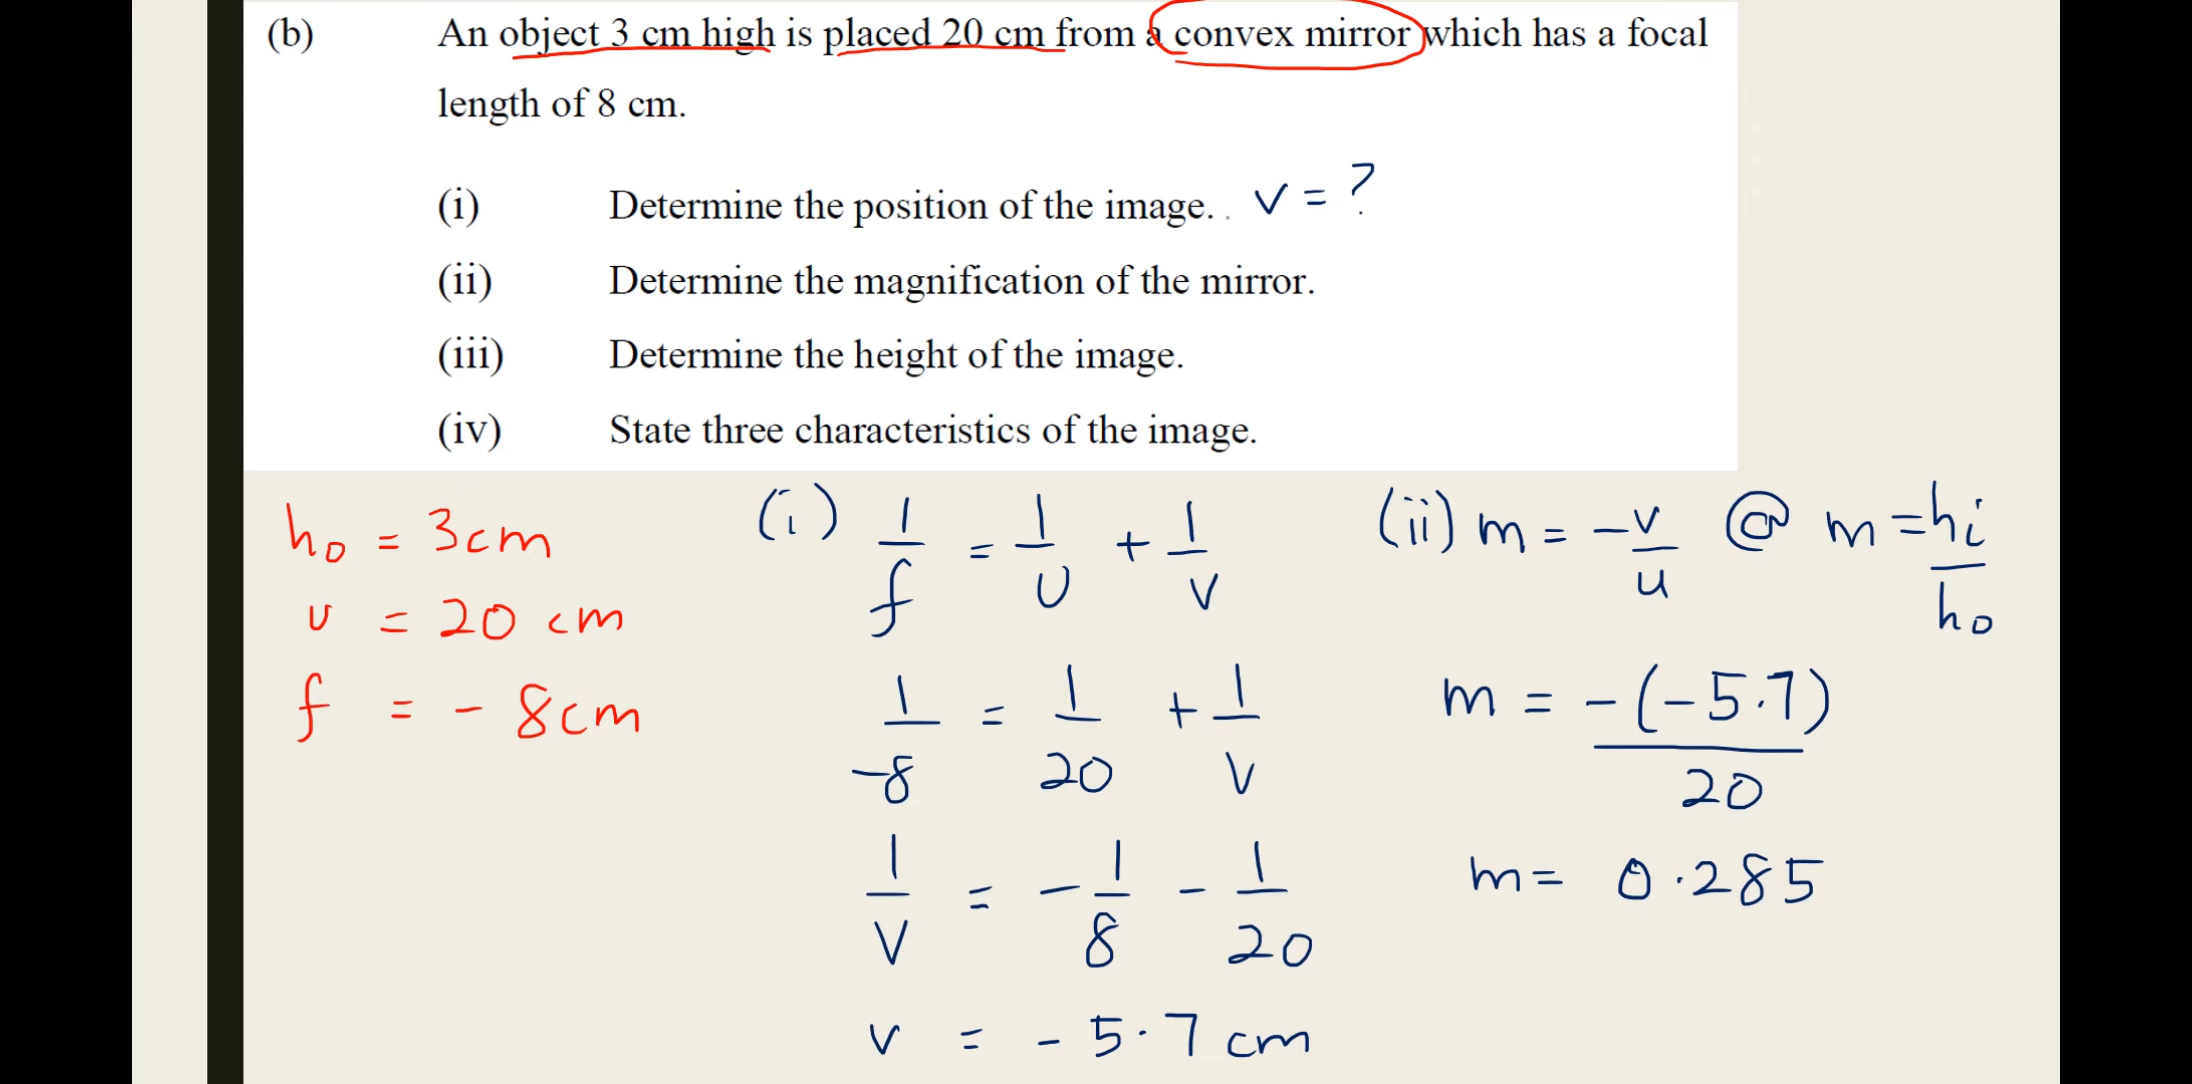 (b) An object 3 cm high is placed 20 cm from a convex mirror which has a focal
length of 8 cm.
(i) Determine the position of the image. . v = ?
(ii) Determine the magnification of the mirror.
(iii) Determine the height of the image.
(iv) State three characteristics of the image.
h₀ = 3cm
u = 20 cm
f = - 8cm
(i) 1/f = 1/u + 1/v
1/-8 = 1/20 + 1/v
1/v = - 1/8 - 1/20
v = - 5.7 cm
(ii) m = -v/u @ m = hi/h₀
m = -(-5.7)/20
m = 0.285